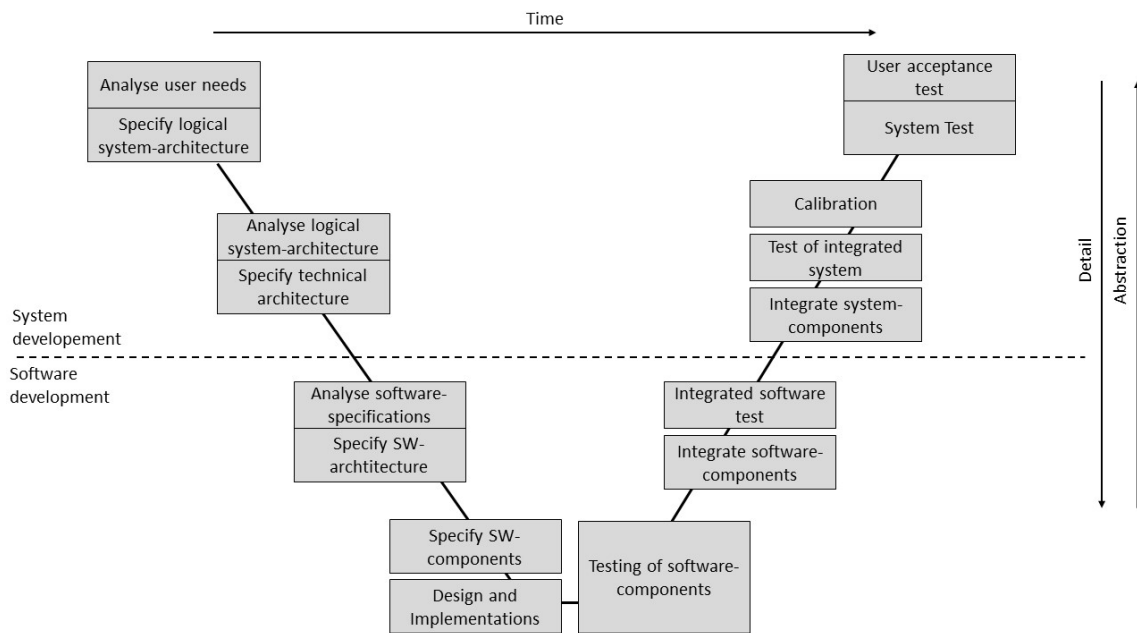 Time
Analyse user needs
Specify logical
system-architecture
User acceptance
test
System Test
Calibration
Analyse logical
system-architecture
Specify technical
architecture
Test of integrated
system
Integrate system-
components
Detail
Abstraction
System developement
Software
development
Analyse software-
specifications
Specify SW-
archtitecture
Integrated software
test
Integrate software-
components
Specify SW-
components
Design and
Implementations
Testing of software-
components